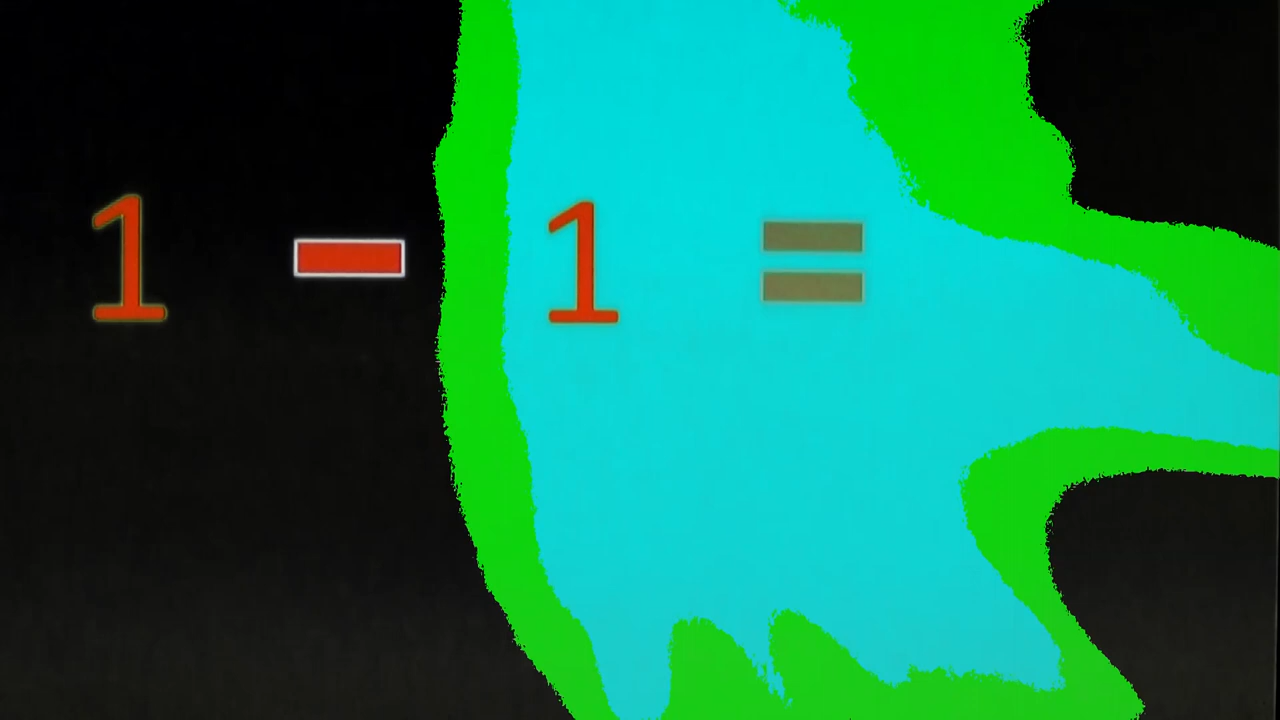 1 - 1 =